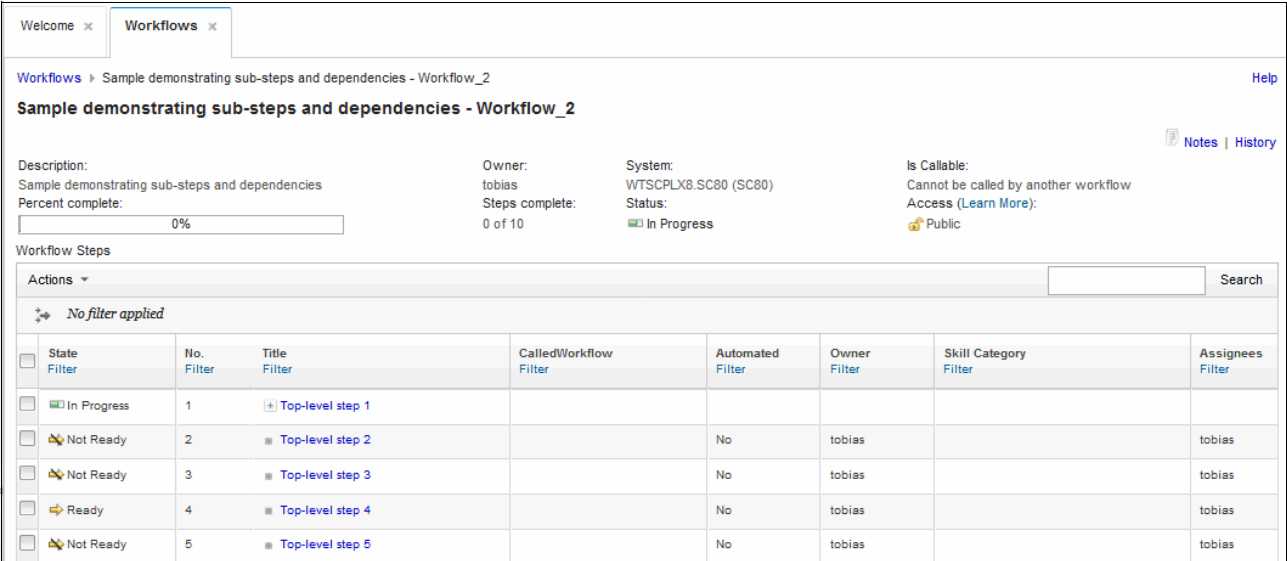 Welcome × Workflows ×
Workflows Sample demonstrating sub-steps and dependencies - Workflow_2 Help
Sample demonstrating sub-steps and dependencies - Workflow_2
Notes | History
Description: Owner: System: Is Callable:
Sample demonstrating sub-steps and dependencies tobias WTSCPLX8.SC80 (SC80) Cannot be called by another workflow
Percent complete: Steps complete: Status: Access (Learn More):
0% 0 of 10 In Progress Public
Workflow Steps
Actions Search
No filter applied
State No. Title CalledWorkflow Automated Owner Skill Category Assignees
Filter Filter Filter Filter Filter Filter Filter Filter
In Progress 1 Top-level step 1
Not Ready 2 Top-level step 2 No tobias tobias
Not Ready 3 Top-level step 3 No tobias tobias
Ready 4 Top-level step 4 No tobias tobias
Not Ready 5 Top-level step 5 No tobias tobias